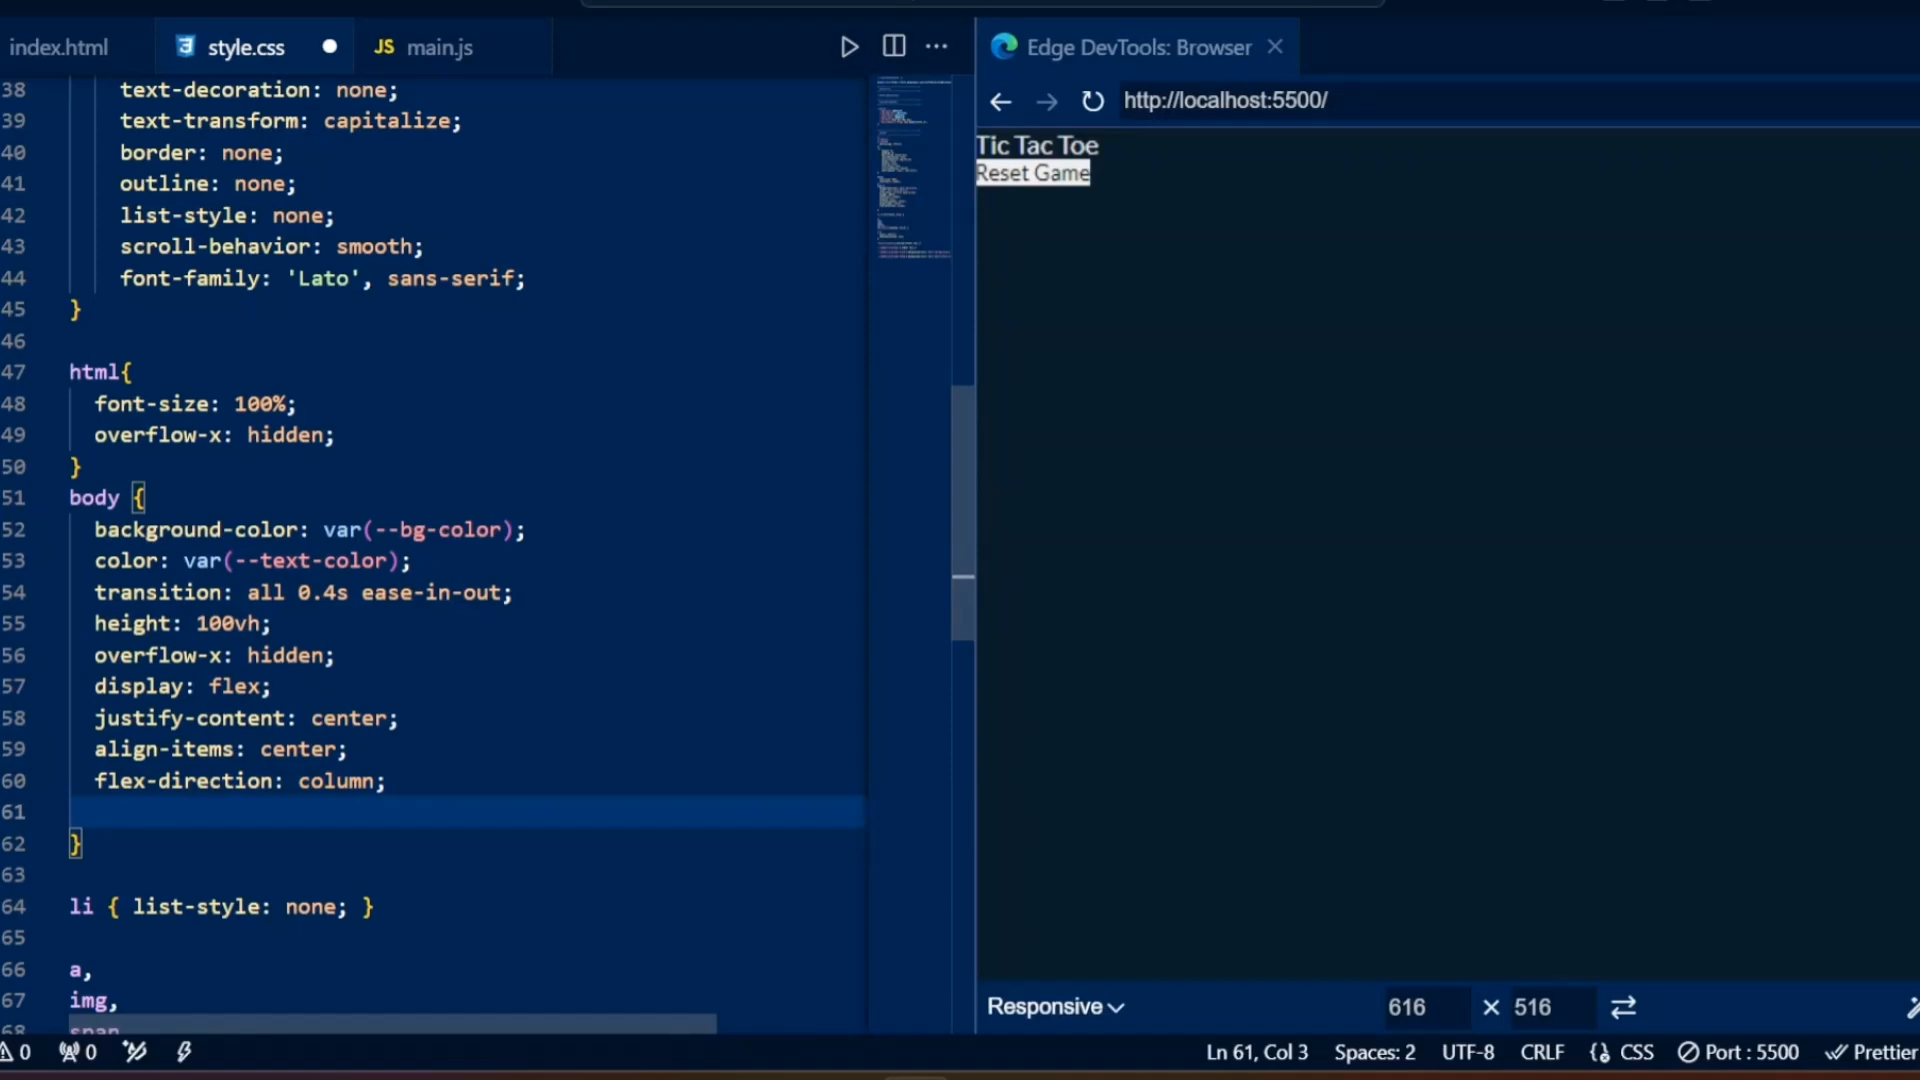 index.html
style.css
JS main.js
Edge DevTools: Browser
http://localhost:5500/
38 text-decoration: none;
39 text-transform: capitalize;
40 border: none;
41 outline: none;
42 list-style: none;
43 scroll-behavior: smooth;
44 font-family: 'Lato', sans-serif;
45 }
46
47 html{
48 font-size: 100%;
49 overflow-x: hidden;
50 }
51 body {
52 background-color: var(--bg-color);
53 color: var(--text-color);
54 transition: all 0.4s ease-in-out;
55 height: 100vh;
56 overflow-x: hidden;
57 display: flex;
58 justify-content: center;
59 align-items: center;
60 flex-direction: column;
61
62 }
63
64 li { list-style: none; }
65
66 a,
67 img,
68 span
Tic Tac Toe
Reset Game
Responsive
616 × 516
0 0
Ln 61, Col 3 Spaces: 2 UTF-8 CRLF CSS Port : 5500 Prettier